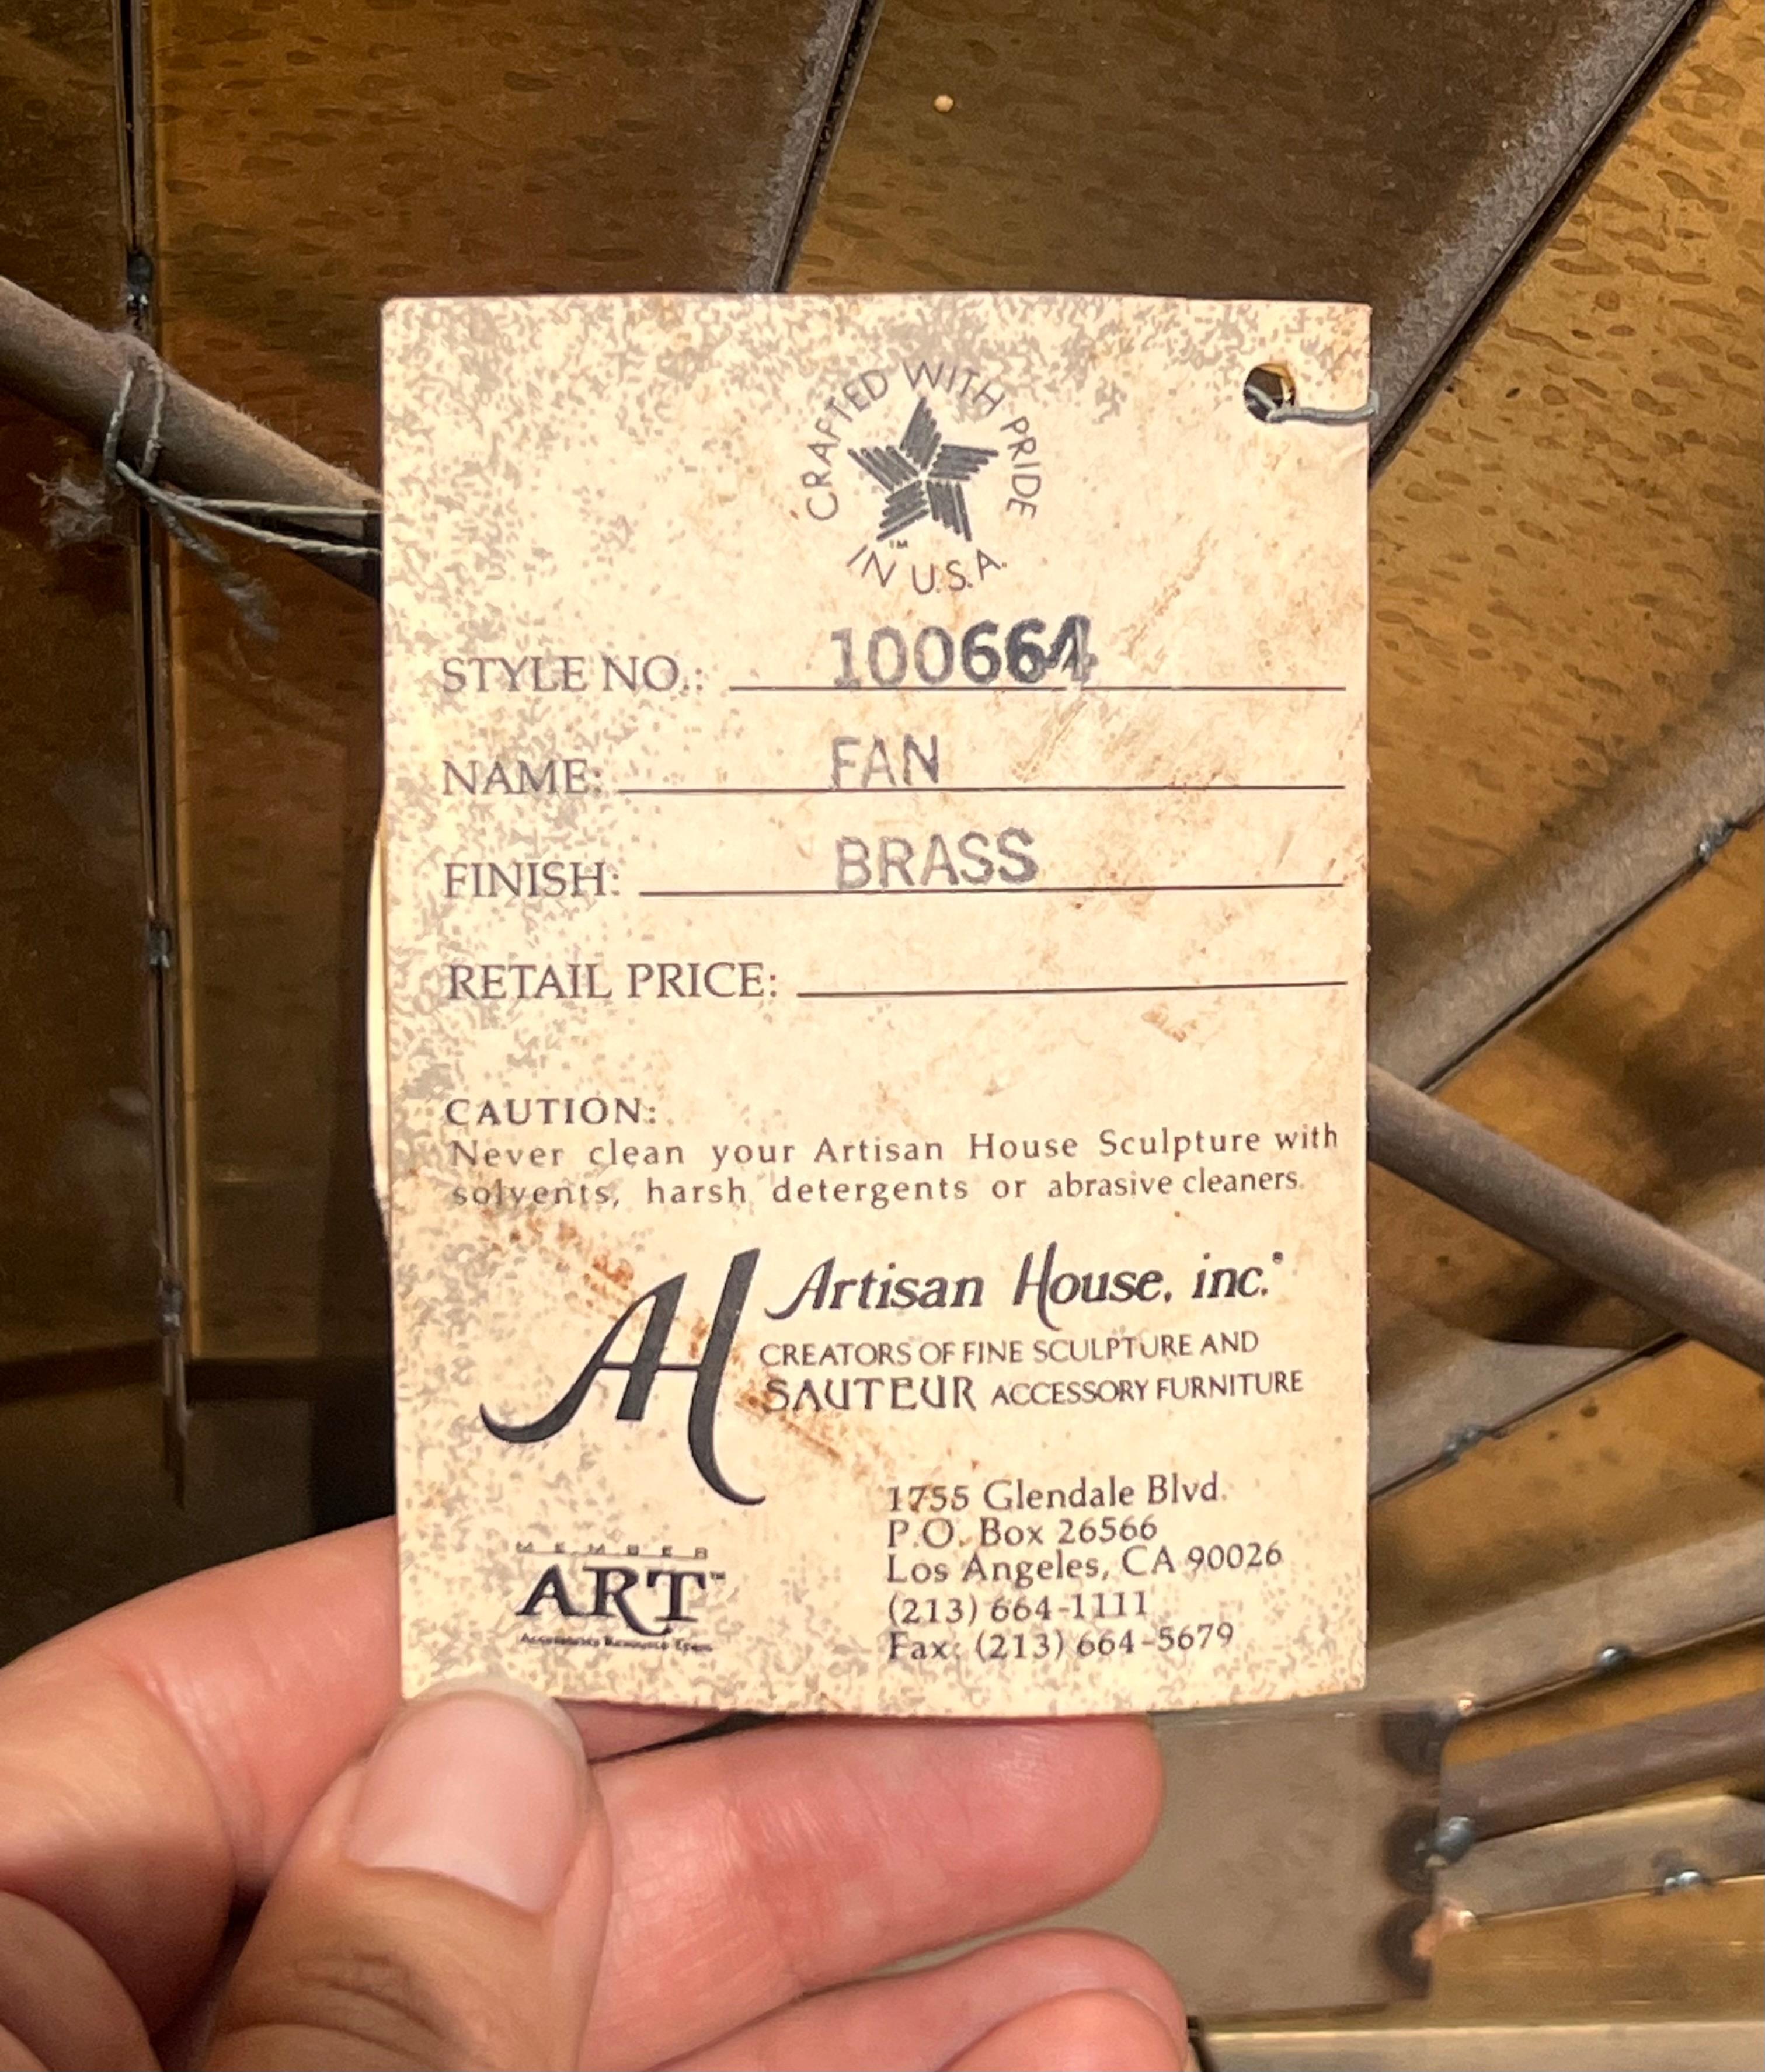 CRAFTED WITH PRIDE
IN U.S.A.
TM
STYLE NO.: 100664
NAME: FAN
FINISH: BRASS
RETAIL PRICE:
CAUTION:
Never clean your Artisan House Sculpture with
solvents, harsh detergents or abrasive cleaners.
AH
Artisan House, inc.®
CREATORS OF FINE SCULPTURE AND
SAUTEUR ACCESSORY FURNITURE
1755 Glendale Blvd.
P.O. Box 26566
Los Angeles, CA 90026
(213) 664-1111
Fax: (213) 664-5679
MEMBER
ART™
Accessories Resource Team